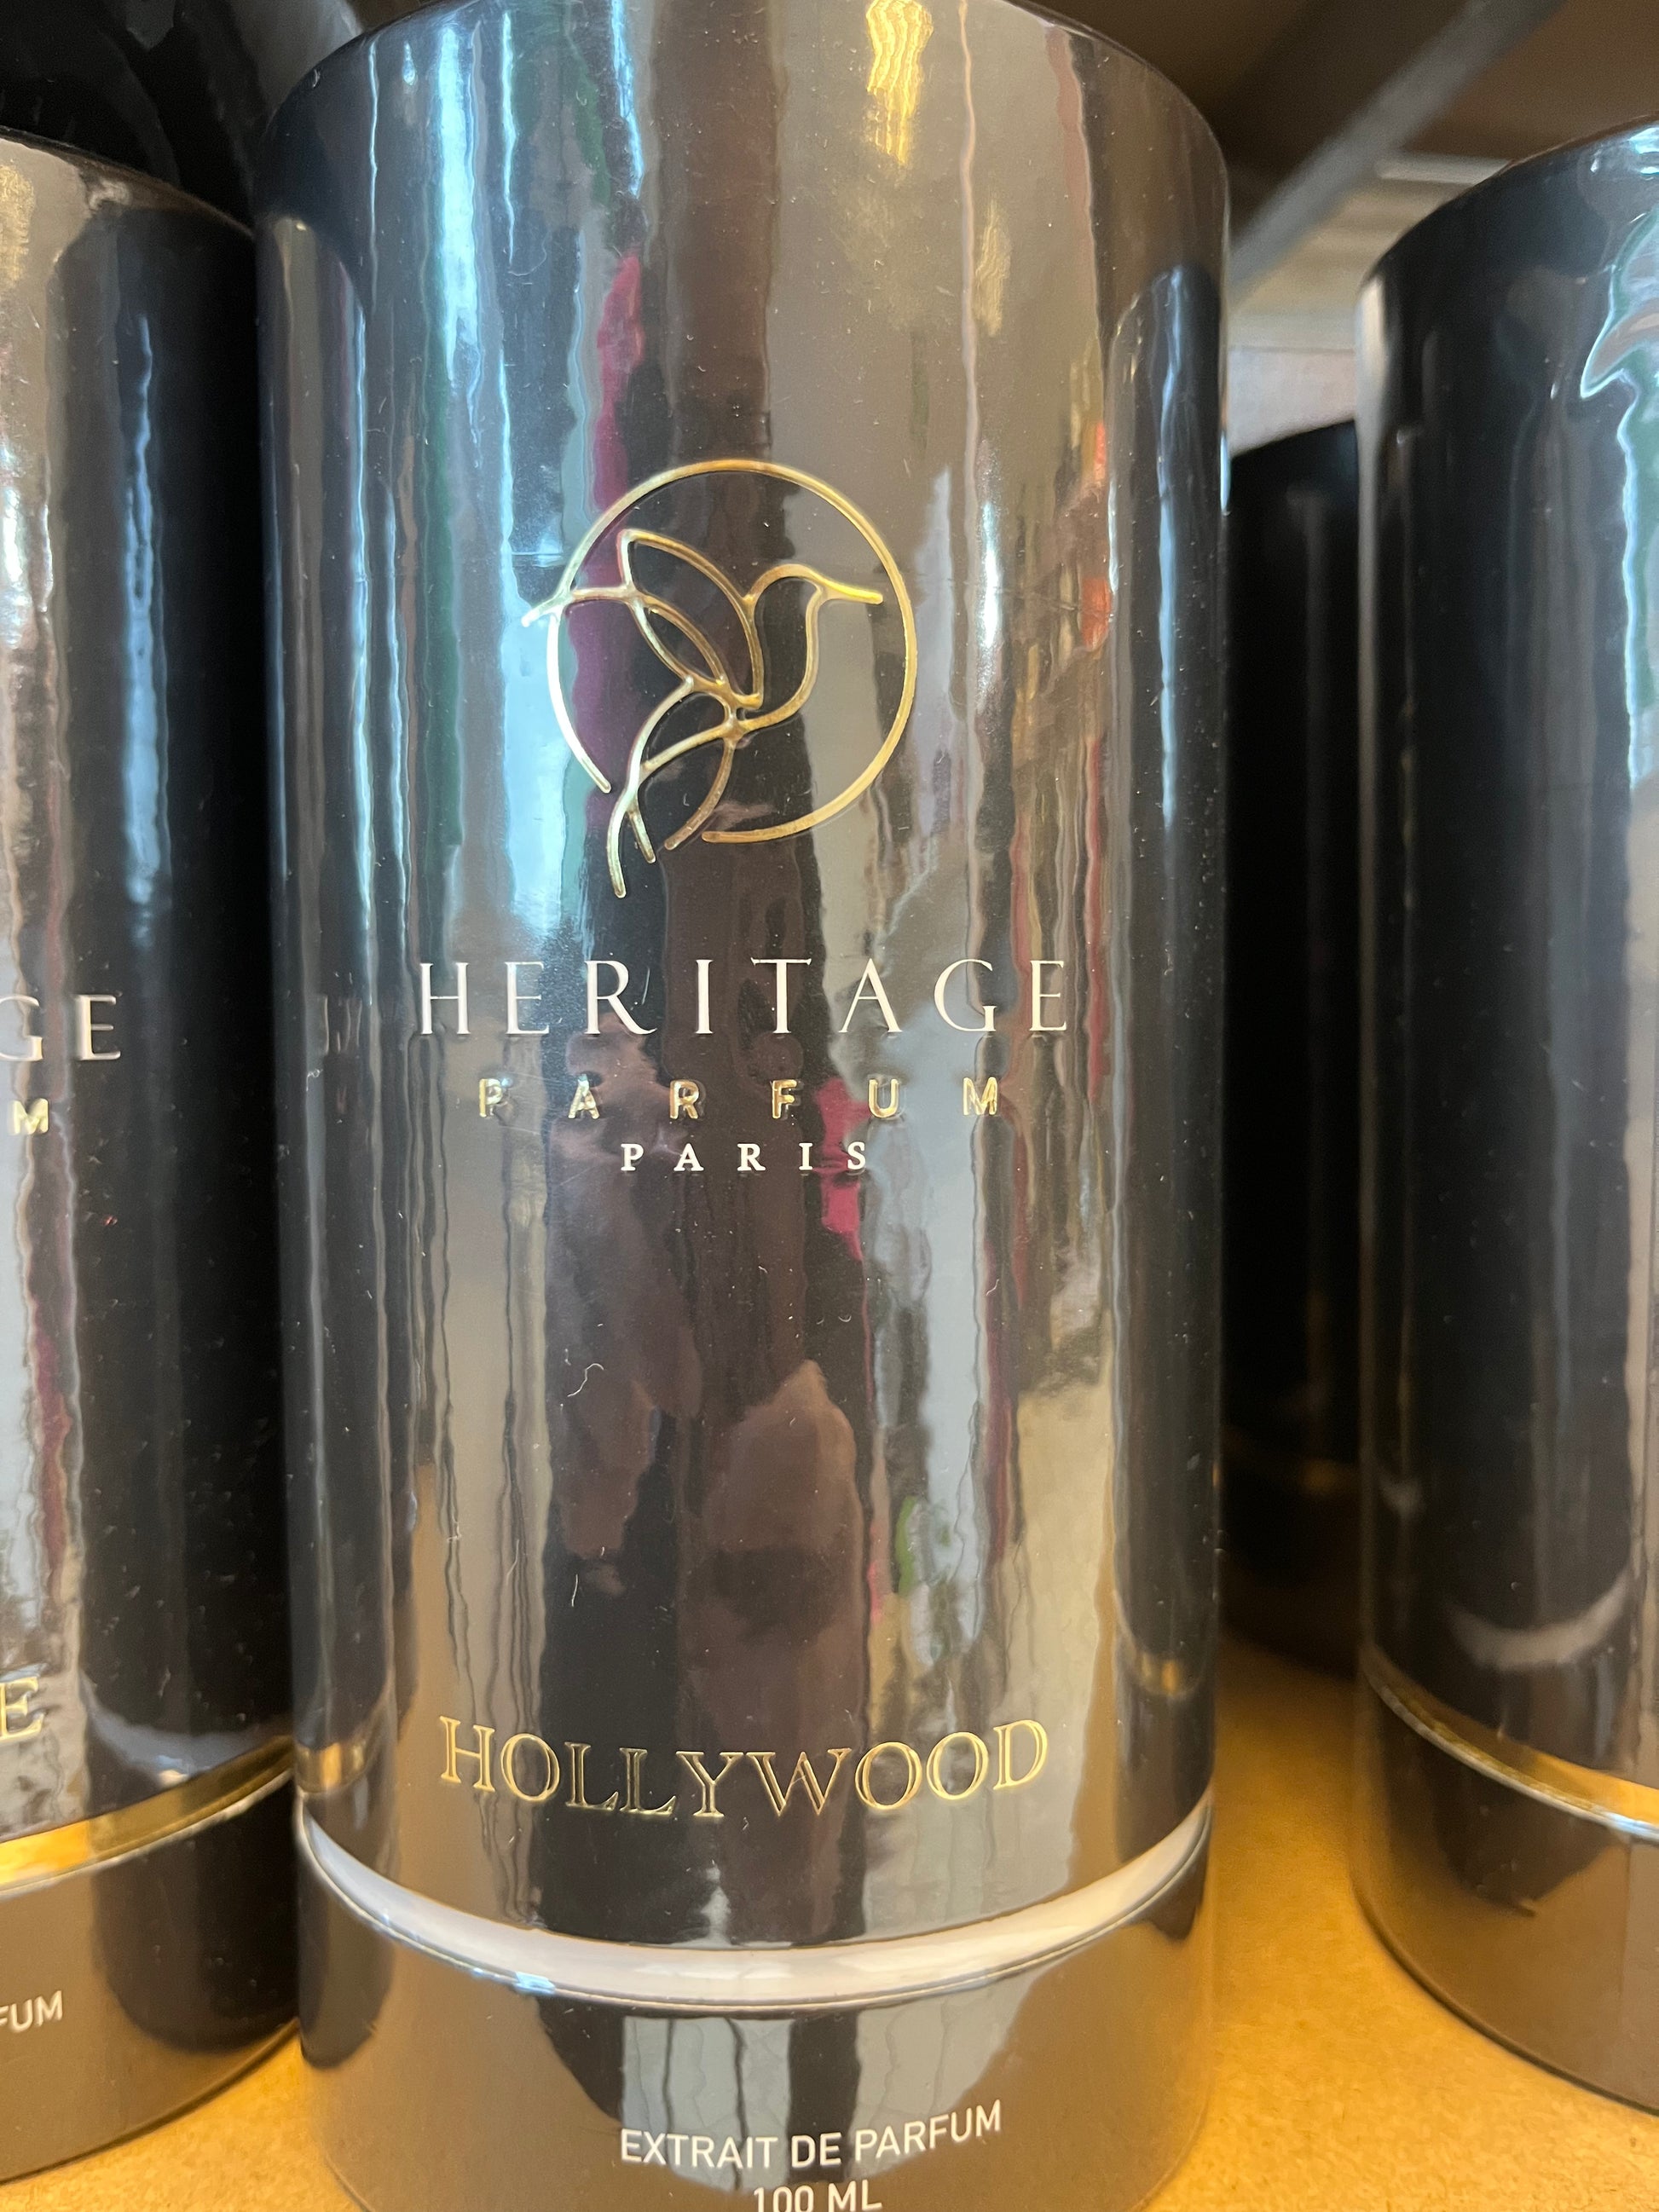 HERITAGE
PARFUM
PARIS
HOLLYWOOD
EXTRAIT DE PARFUM
100 ML